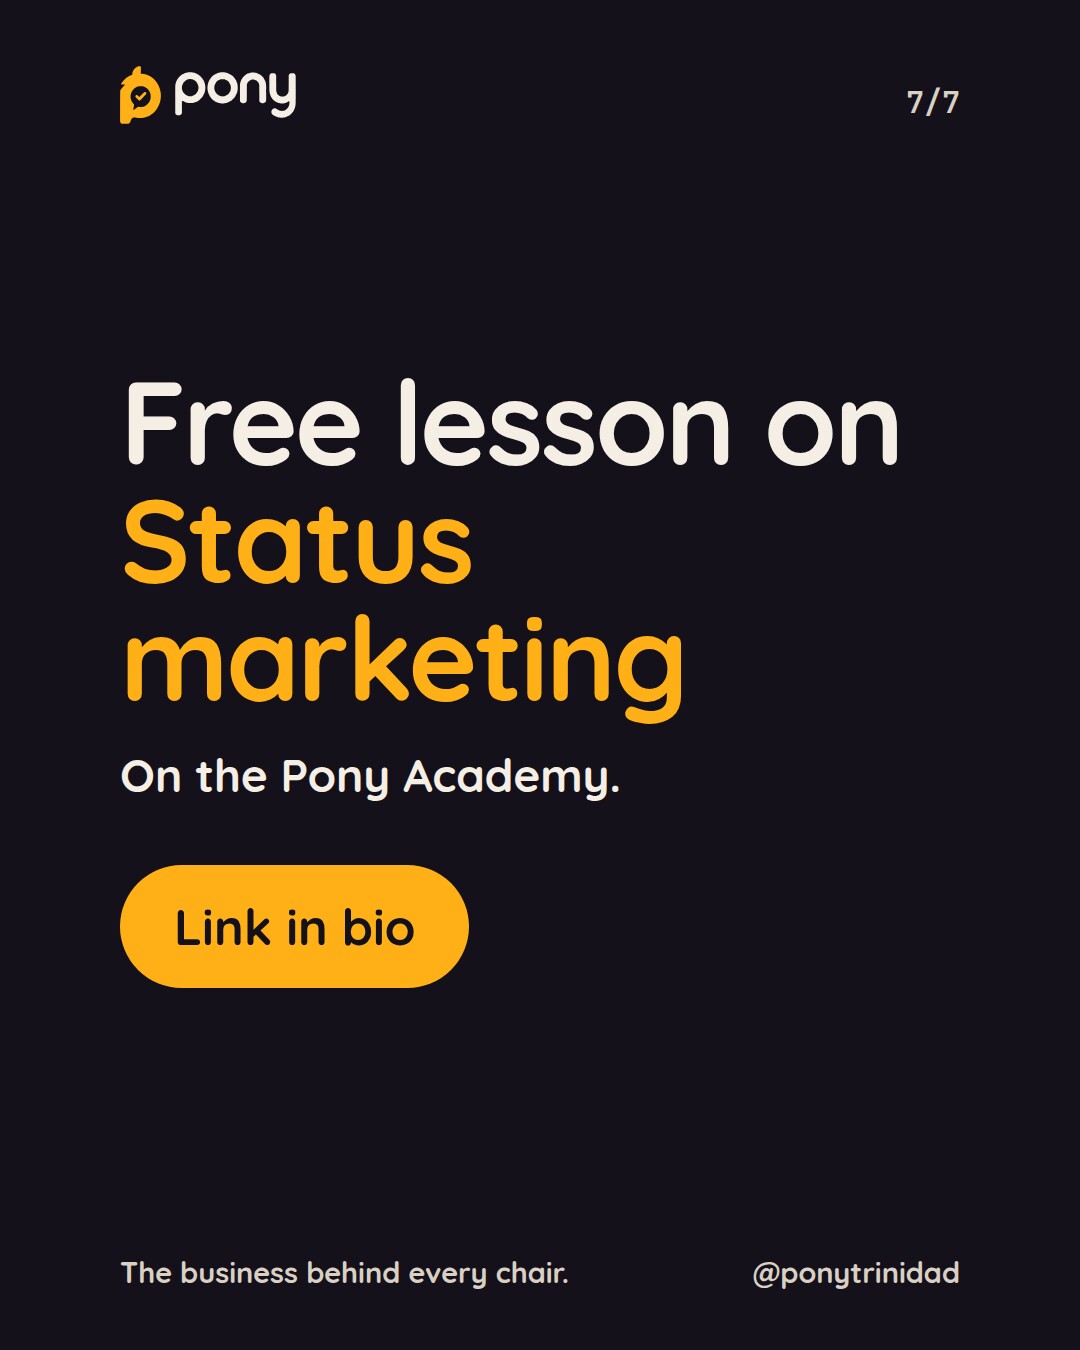 pony
7/7
Free lesson on
Status
marketing
On the Pony Academy.
Link in bio
The business behind every chair.
@ponytrinidad